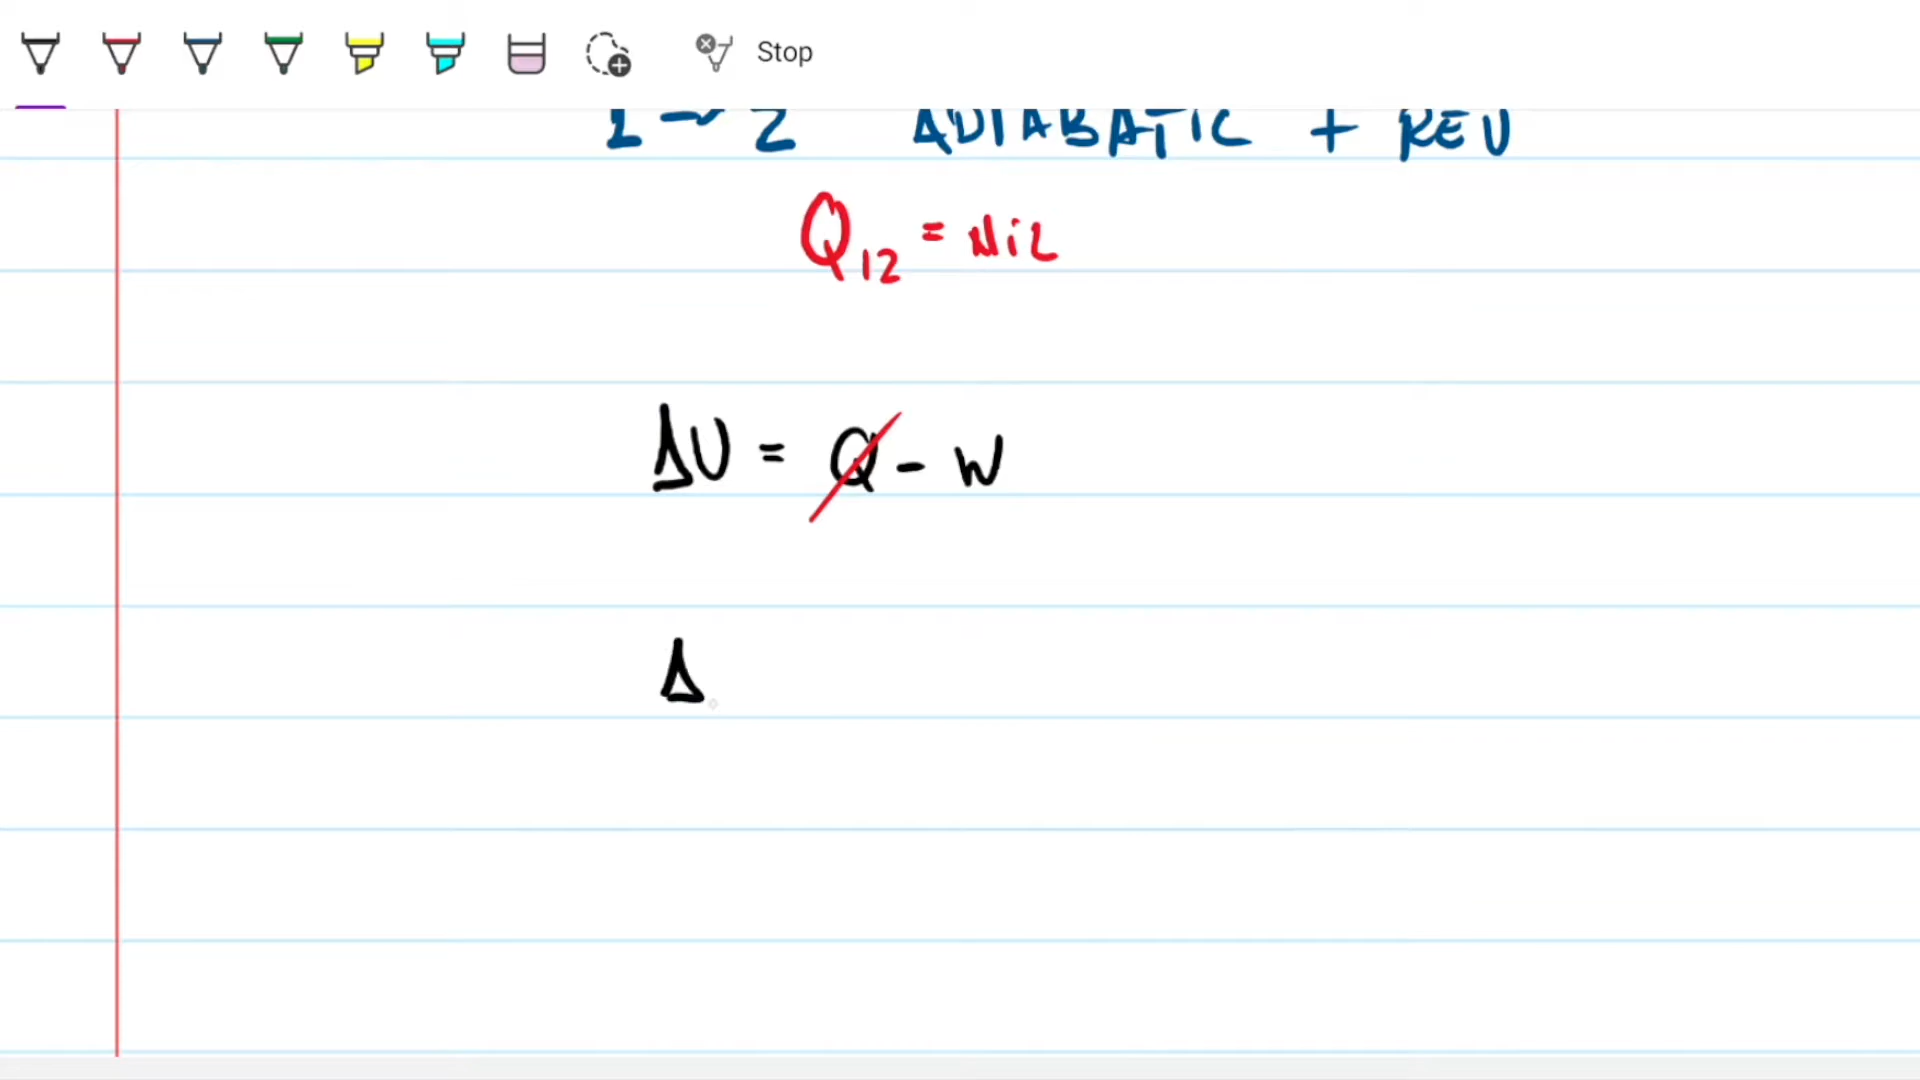 Stop
1 → 2 ADIABATIC + REV
Q12 = Nil
ΔU = Q - W
Δ